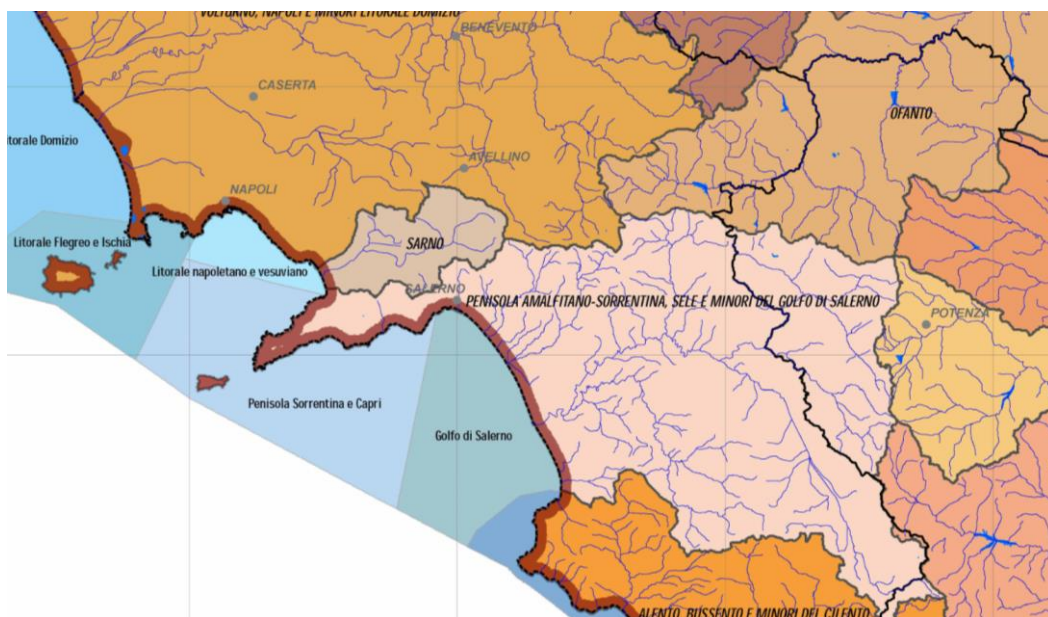 VOLTURNO, NAPOLI E MINORI LITORALE DOMIZIO
BENEVENTO
CASERTA
OFANTO
itorale Domizio
AVELLINO
NAPOLI
Litorale Flegreo e Ischia
SARNO
Litorale napoletano e vesuviano
SALERNO
PENISOLA AMALFITANO-SORRENTINA, SELE E MINORI DEL GOLFO DI SALERNO
POTENZA
Penisola Sorrentina e Capri
Golfo di Salerno
ALENTO, BUSSENTO E MINORI DEL CILENTO